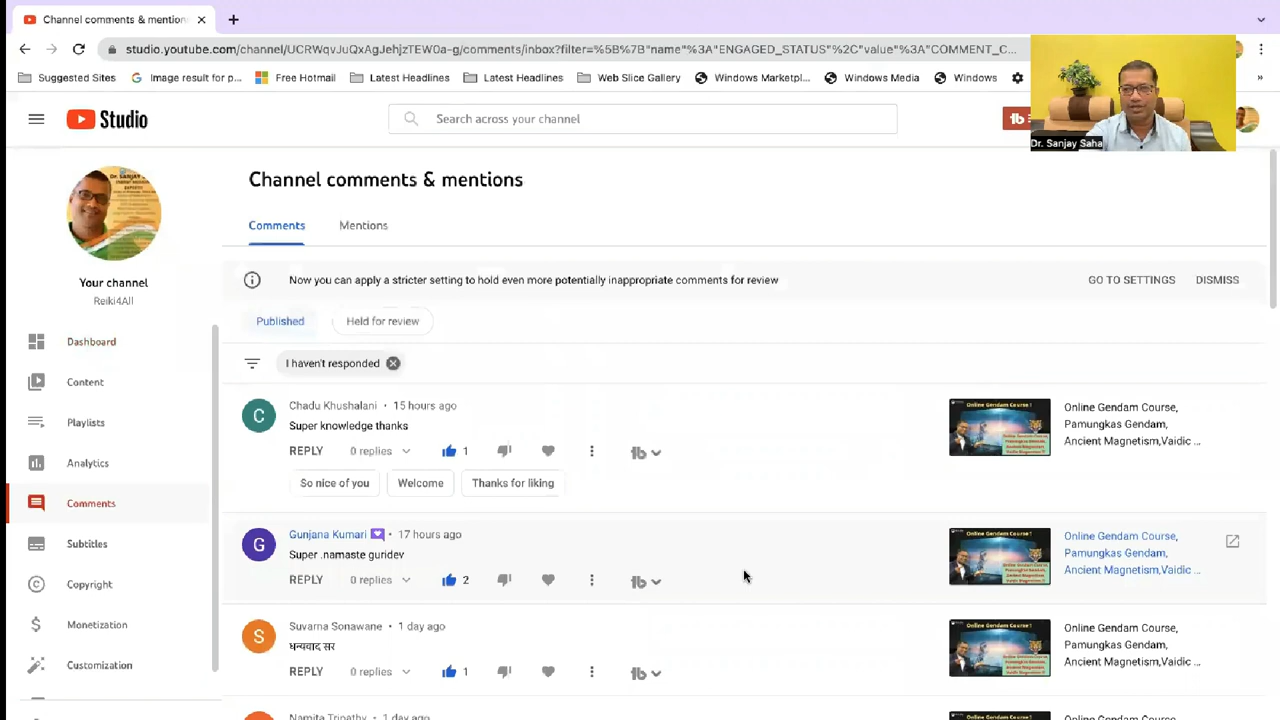 Channel comments & mention
studio.youtube.com/channel/UCRWqvJuQxAgJehjzTEW0a-g/comments/inbox?filter=%5B%7B"name"%3A"ENGAGED_STATUS"%2C"value"%3A"COMMENT_C...
Suggested Sites
Image result for p...
Free Hotmail
Latest Headlines
Latest Headlines
Web Slice Gallery
Windows Marketpl...
Windows Media
Windows
»
Studio
Search across your channel
Dr. Sanjay Saha
Channel comments & mentions
Comments
Mentions
Your channel
Reiki4All
Now you can apply a stricter setting to hold even more potentially inappropriate comments for review
GO TO SETTINGS
DISMISS
Published
Held for review
I haven't responded
Dashboard
Content
Playlists
Analytics
Comments
Subtitles
Copyright
Monetization
Customization
C
Chadu Khushalani • 15 hours ago
Super knowledge thanks
REPLY 0 replies 1
So nice of you
Welcome
Thanks for liking
Online Gendam Course,
Pamungkas Gendam,
Ancient Magnetism,Vaidic ...
G
Gunjana Kumari • 17 hours ago
Super .namaste guridev
REPLY 0 replies 2
Online Gendam Course,
Pamungkas Gendam,
Ancient Magnetism,Vaidic ...
S
Suvarna Sonawane • 1 day ago
धन्यवाद सर
REPLY 0 replies 1
Online Gendam Course,
Pamungkas Gendam,
Ancient Magnetism,Vaidic ...
Namita Tripathy • 1 day ago